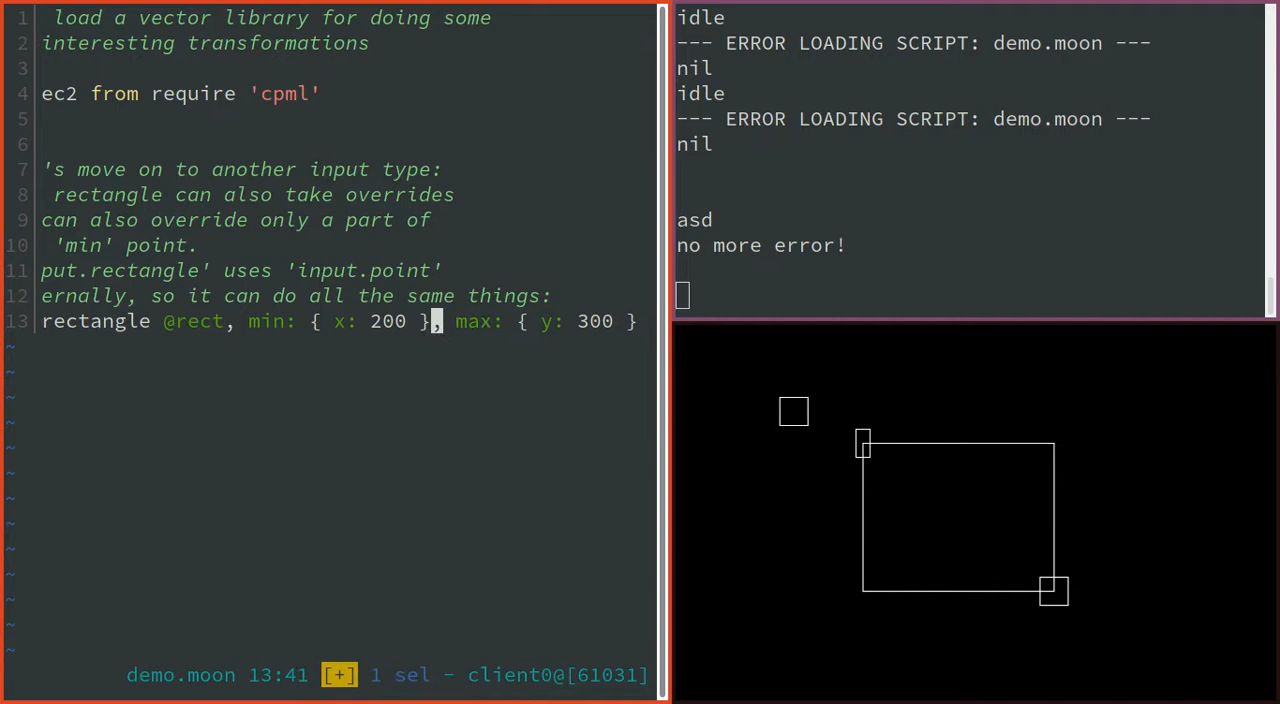 1 load a vector library for doing some
2 interesting transformations
3
4 ec2 from require 'cpml'
5
6
7 's move on to another input type:
8 rectangle can also take overrides
9 can also override only a part of
10 'min' point.
11 put.rectangle' uses 'input.point'
12 ernally, so it can do all the same things:
13 rectangle @rect, min: { x: 200 }, max: { y: 300 }
~
~
~
~
~
~
~
~
~
~
~
~
~
demo.moon 13:41 [+] 1 sel - client0@[61031]
idle
--- ERROR LOADING SCRIPT: demo.moon ---
nil
idle
--- ERROR LOADING SCRIPT: demo.moon ---
nil
asd
no more error!